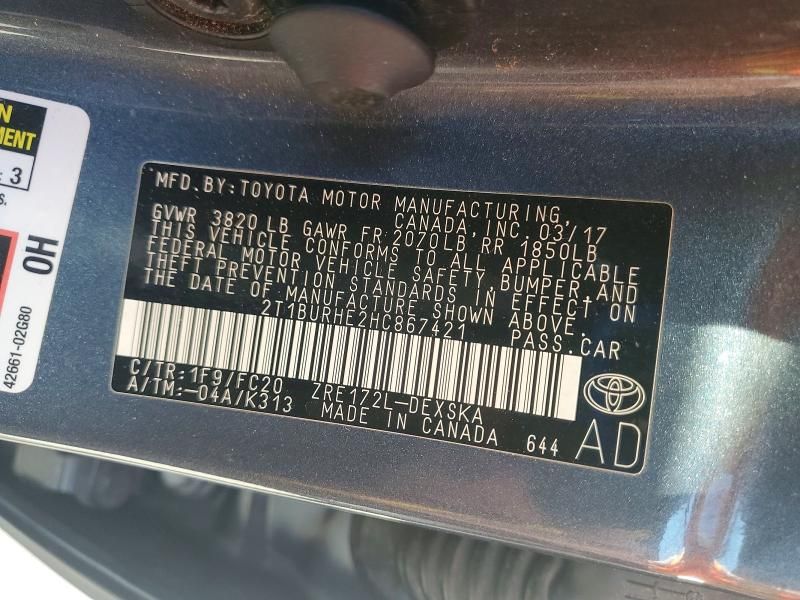 N
MENT
: 3
s.
OH
42661-02G80
MFD.BY:TOYOTA MOTOR MANUFACTURING,
CANADA, INC. 03/17
GVWR 3820 LB GAWR FR 2070LB RR 1850LB
THIS VEHICLE CONFORMS TO ALL APPLICABLE
FEDERAL MOTOR VEHICLE SAFETY, BUMPER, AND
THEFT PREVENTION STANDARDS IN EFFECT ON
THE DATE OF MANUFACTURE SHOWN ABOVE.
2T1BURHE2HC867421 PASS.CAR
C/TR:1F9/FC20 ZRE172L-DEXSKA
A/TM:-04A/K313 MADE IN CANADA 644
AD